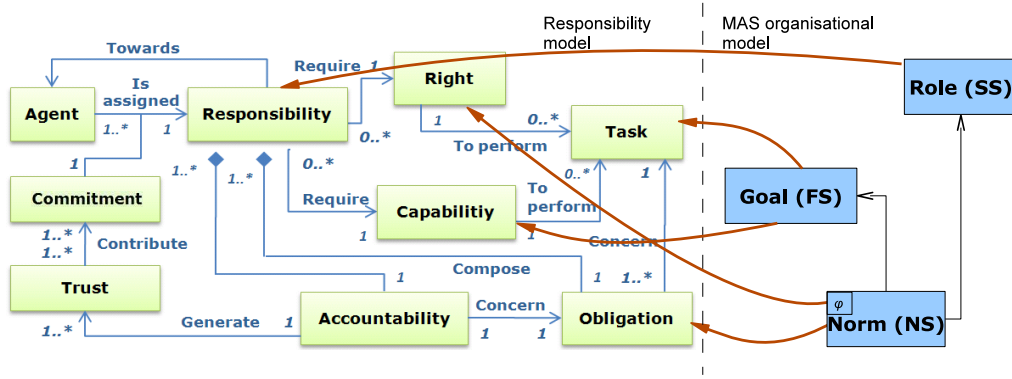 Responsibility
model
MAS organisational
model
Towards
Require
1
Right
Role (SS)
Is
assigned
Agent
1..*
1
Responsibility
0..*
1
0..*
To perform
Task
1
1..*
1..*
0..*
0..*
1
Commitment
Require
Capabilitiy
To
perform
Goal (FS)
1..*
1..*
Contribute
1
1
Concern
Trust
Compose
1
1
1..*
φ
1..*
Generate
1
Accountability
Concern
1
1
Obligation
Norm (NS)